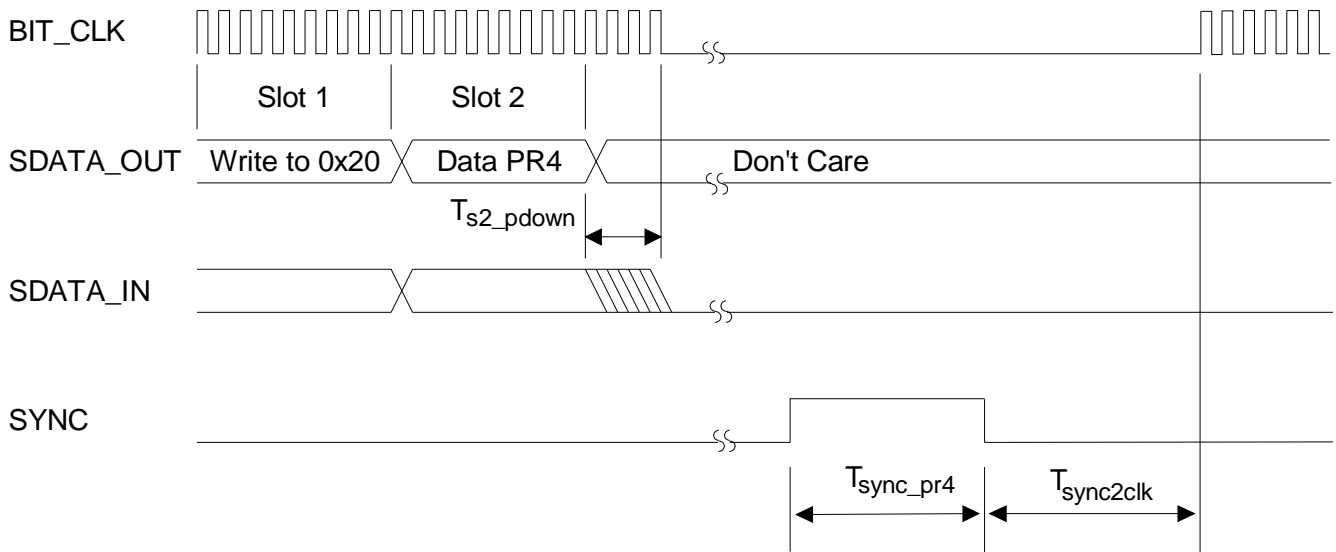 BIT_CLK
Slot 1 Slot 2
SDATA_OUT Write to 0x20 Data PR4 Don't Care
Ts2_pdown
SDATA_IN
SYNC
Tsync_pr4 Tsync2clk